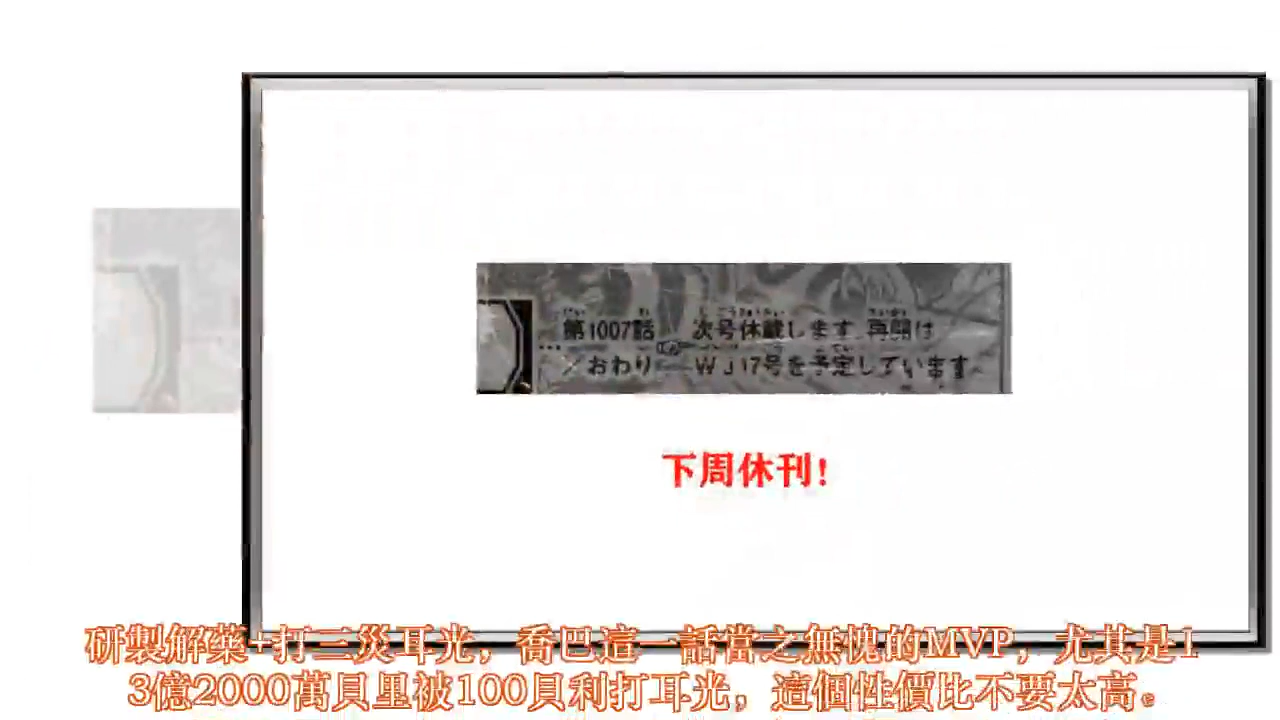 第1007話
／おわり
次号休載します。再開は
WJ17号を予定しています。
下周休刊!
研製解藥+打三災耳光，喬巴這一話當之無愧的MVP，尤其是1
3億2000萬貝里被100貝利打耳光，這個性價比不要太高。